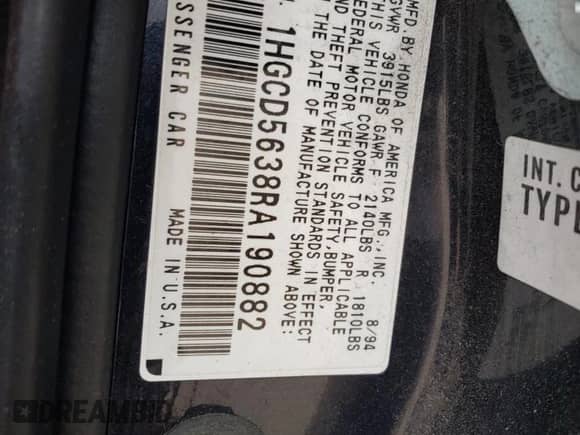 MFD. BY HONDA OF AMERICA MFG., INC. 8/94
GVWR 3915LBS GAWR F 2140LBS R 1810LBS
THIS VEHICLE CONFORMS TO ALL APPLICABLE
FEDERAL MOTOR VEHICLE SAFETY, BUMPER,
AND THEFT PREVENTION STANDARDS IN EFFECT
THE DATE OF MANUFACTURE SHOWN ABOVE:
1HGCD5638RA190882
PASSENGER CAR MADE IN U.S.A.
INT. C
TYPE
DREAMBID